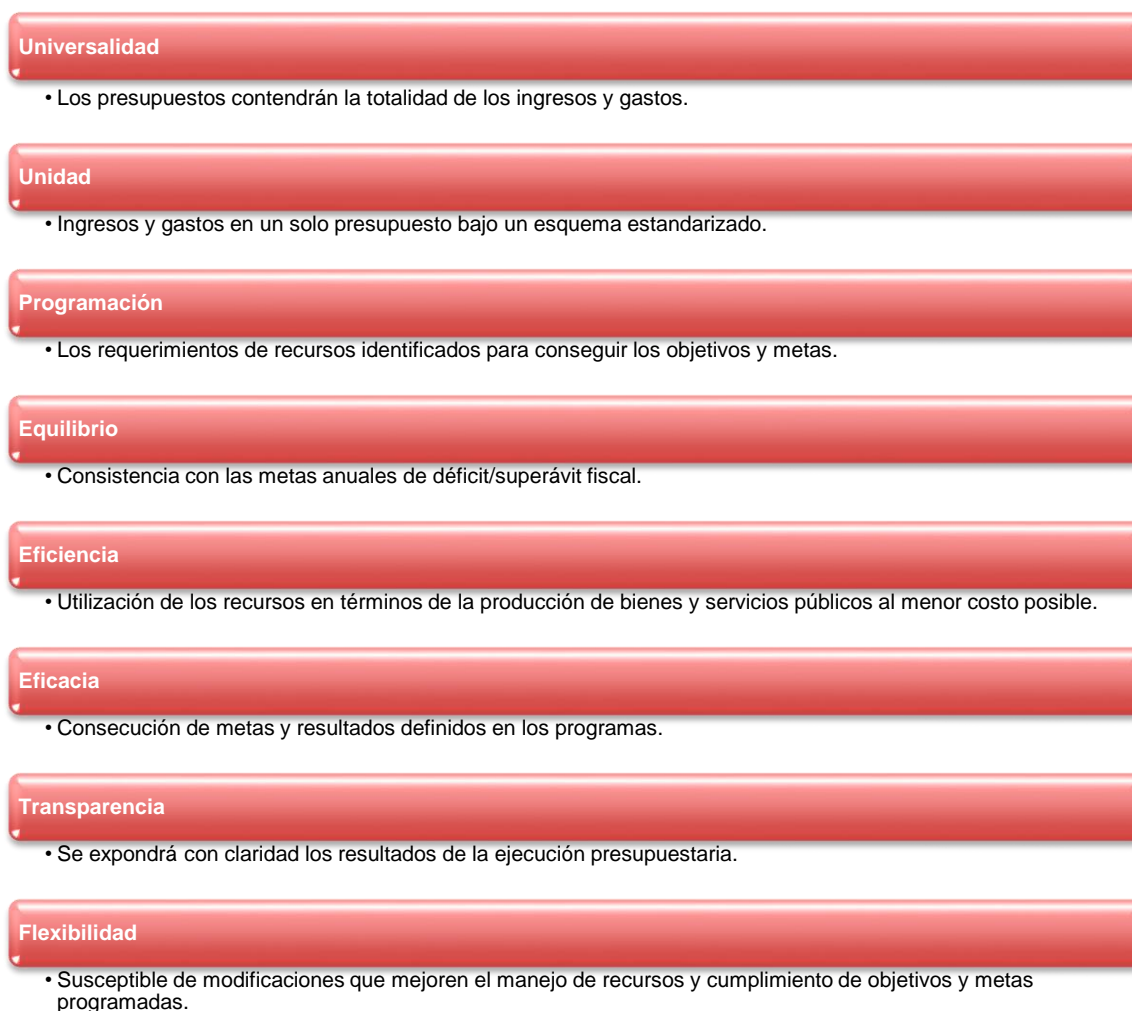 Universalidad
• Los presupuestos contendrán la totalidad de los ingresos y gastos.
Unidad
• Ingresos y gastos en un solo presupuesto bajo un esquema estandarizado.
Programación
• Los requerimientos de recursos identificados para conseguir los objetivos y metas.
Equilibrio
• Consistencia con las metas anuales de déficit/superávit fiscal.
Eficiencia
• Utilización de los recursos en términos de la producción de bienes y servicios públicos al menor costo posible.
Eficacia
• Consecución de metas y resultados definidos en los programas.
Transparencia
• Se expondrá con claridad los resultados de la ejecución presupuestaria.
Flexibilidad
• Susceptible de modificaciones que mejoren el manejo de recursos y cumplimiento de objetivos y metas
programadas.